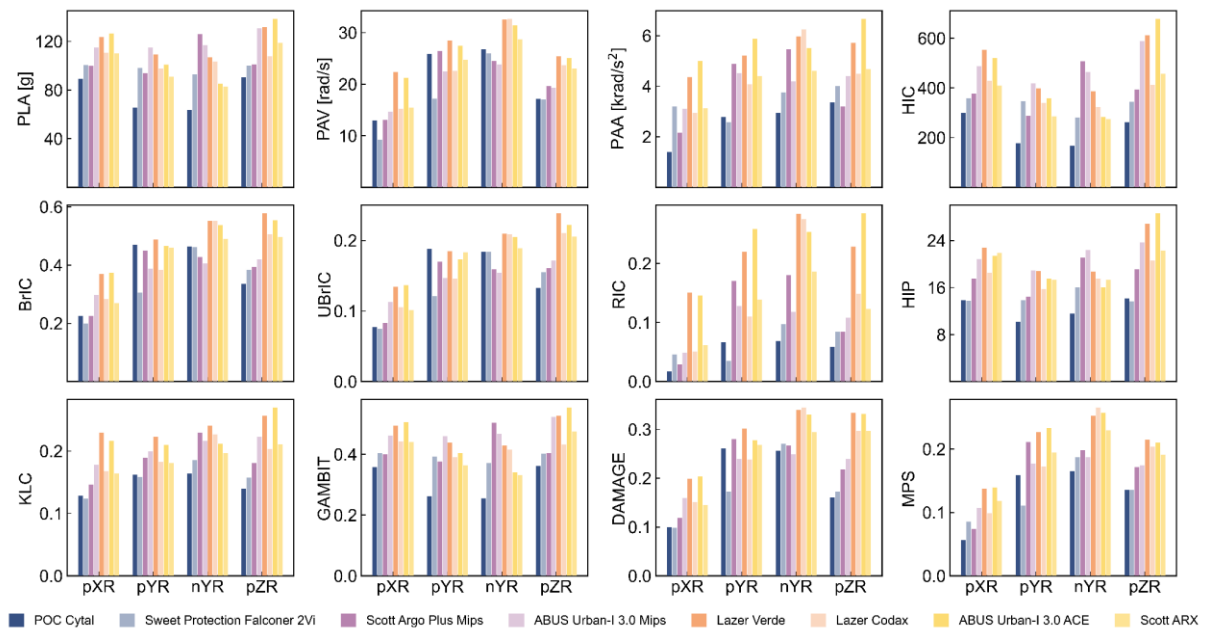 PLA [g]
120
80
40
PAV [rad/s]
30
20
10
PAA [krad/s²]
6
4
2
HIC
600
400
200
BrIC
0.6
0.4
0.2
UBrIC
0.2
0.1
0.0
RIC
0.2
0.1
0.0
HIP
24
16
8
KLC
0.2
0.1
0.0
pXR pYR nYR pZR
GAMBIT
0.4
0.2
0.0
pXR pYR nYR pZR
DAMAGE
0.3
0.2
0.1
0.0
pXR pYR nYR pZR
MPS
0.2
0.1
0.0
pXR pYR nYR pZR
POC Cytal Sweet Protection Falconer 2Vi Scott Argo Plus Mips ABUS Urban-I 3.0 Mips Lazer Verde Lazer Codax ABUS Urban-I 3.0 ACE Scott ARX